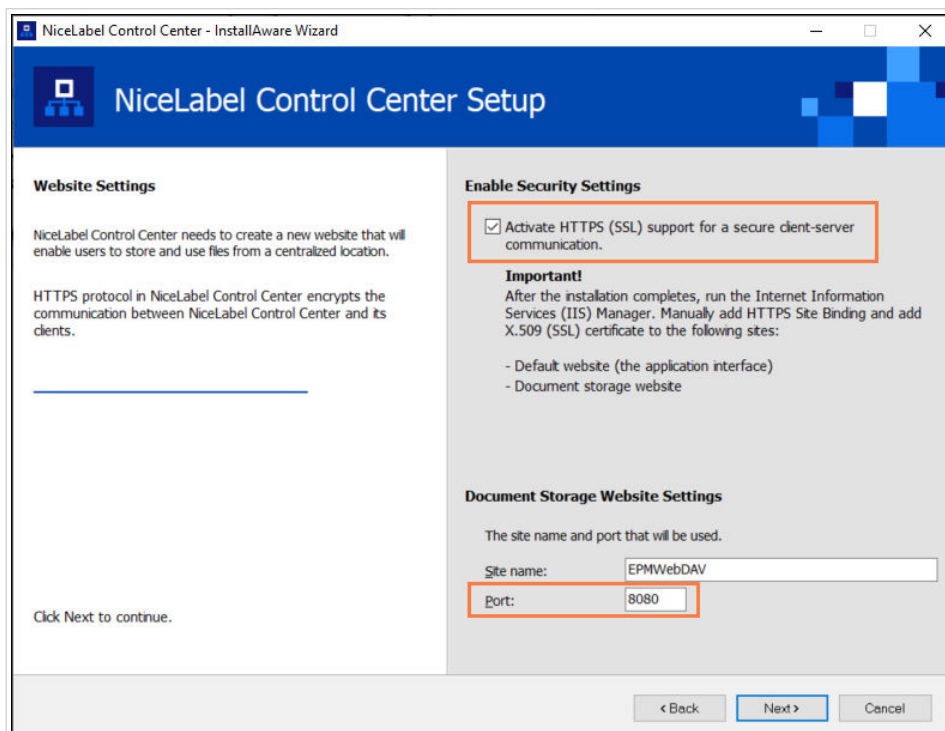 NiceLabel Control Center - InstallAware Wizard
NiceLabel Control Center Setup
Website Settings
NiceLabel Control Center needs to create a new website that will
enable users to store and use files from a centralized location.
HTTPS protocol in NiceLabel Control Center encrypts the
communication between NiceLabel Control Center and its
clients.
Click Next to continue.
Enable Security Settings
Activate HTTPS (SSL) support for a secure client-server
communication.
Important!
After the installation completes, run the Internet Information
Services (IIS) Manager. Manually add HTTPS Site Binding and add
X.509 (SSL) certificate to the following sites:
- Default website (the application interface)
- Document storage website
Document Storage Website Settings
The site name and port that will be used.
Site name: EPMWebDAV
Port: 8080
< Back Next > Cancel